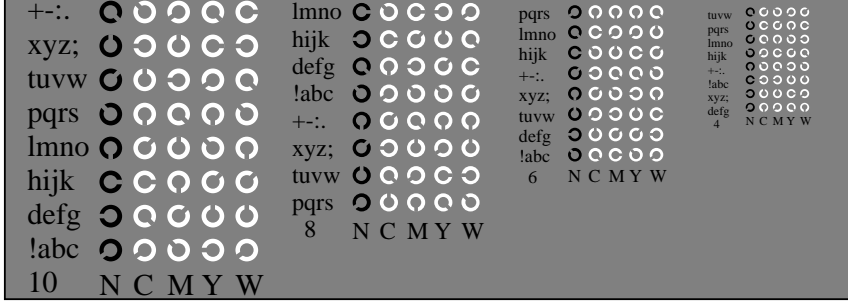 +-:.
xyz;
tuvw
pqrs
lmno
hijk
defg
!abc
10 N C M Y W
lmno
hijk
defg
!abc
+-:.
xyz;
tuvw
pqrs
8 N C M Y W
pqrs
lmno
hijk
+-:.
xyz;
tuvw
defg
!abc
6 N C M Y W
tuvw
pqrs
lmno
hijk
+-:.
!abc
xyz;
defg
4 N C M Y W